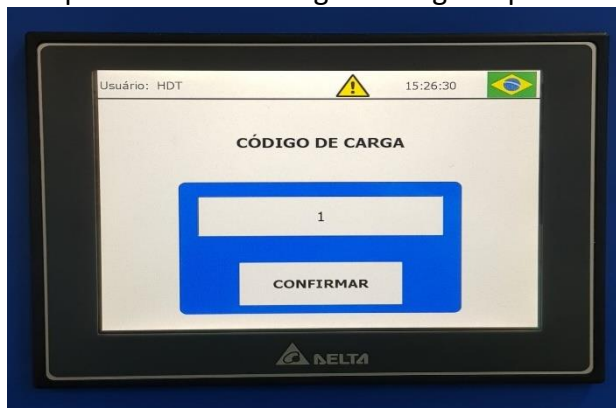 Usuário: HDT 15:26:30
CÓDIGO DE CARGA
1
CONFIRMAR
DELTA